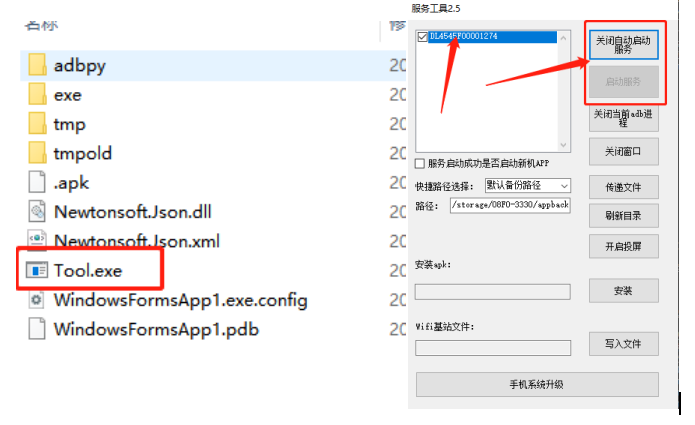 服务工具2.5
名称
修
adbpy
20
exe
20
tmp
20
tmpold
20
.apk
20
Newtonsoft.Json.dll
20
Newtonsoft.Json.xml
20
Tool.exe
20
WindowsFormsApp1.exe.config
20
WindowsFormsApp1.pdb
20
DL4545F00001274
关闭自动启动
服务
启动服务
关闭当前adb进
程
关闭窗口
服务启动成功是否启动新机APP
快捷路径选择:
默认备份路径
传递文件
路径:
/storage/08F0-3330/appback
刷新目录
开启投屏
安装apk:
安装
Wifi基站文件:
写入文件
手机系统升级